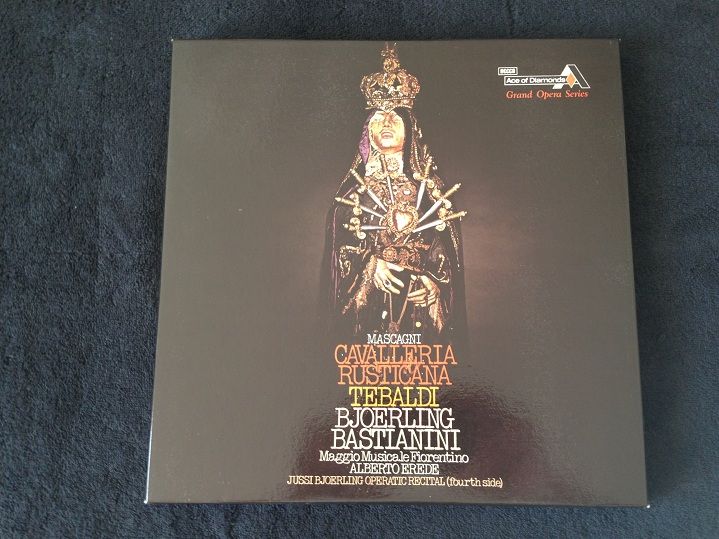 DECCA
Ace of Diamonds
Grand Opera Series
MASCAGNI
CAVALLERIA
RUSTICANA
TEBALDI
BJOERLING
BASTIANINI
Maggio Musicale Fiorentino
ALBERTO EREDE
JUSSI BJOERLING OPERATIC RECITAL (fourth side)